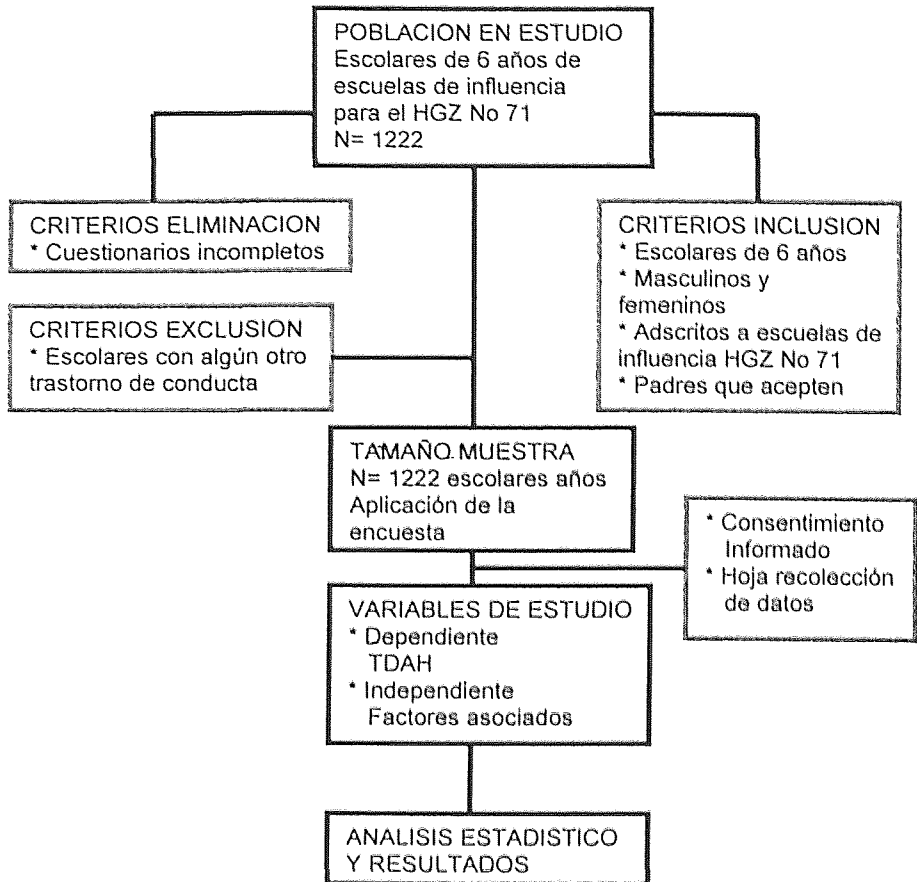 POBLACION EN ESTUDIO
Escolares de 6 años de
escuelas de influencia
para el HGZ No 71
N= 1222
CRITERIOS ELIMINACION
* Cuestionarios incompletos
CRITERIOS INCLUSION
* Escolares de 6 años
* Masculinos y
femeninos
* Adscritos a escuelas de
influencia HGZ No 71
* Padres que acepten
CRITERIOS EXCLUSION
* Escolares con algún otro
trastorno de conducta
TAMAÑO MUESTRA
N= 1222 escolares años
Aplicación de la
encuesta
* Consentimiento
Informado
* Hoja recolección
de datos
VARIABLES DE ESTUDIO
* Dependiente
TDAH
* Independiente
Factores asociados
ANALISIS ESTADISTICO
Y RESULTADOS